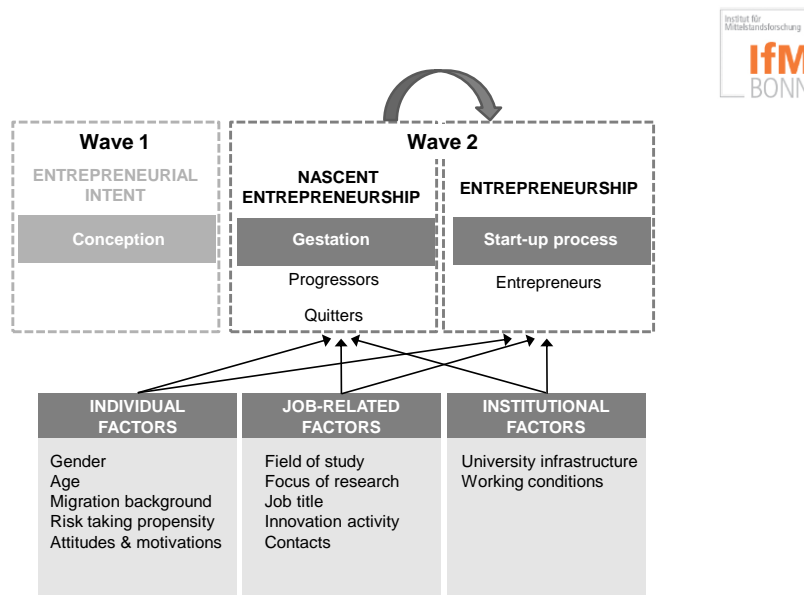 Institut für
Mittelstandsforschung
IfM
BONN
Wave 1
Wave 2
ENTREPRENEURIAL
INTENT
NASCENT
ENTREPRENEURSHIP
ENTREPRENEURSHIP
Conception
Gestation
Start-up process
Progressors
Entrepreneurs
Quitters
INDIVIDUAL
FACTORS
JOB-RELATED
FACTORS
INSTITUTIONAL
FACTORS
Gender
Age
Migration background
Risk taking propensity
Attitudes & motivations
Field of study
Focus of research
Job title
Innovation activity
Contacts
University infrastructure
Working conditions